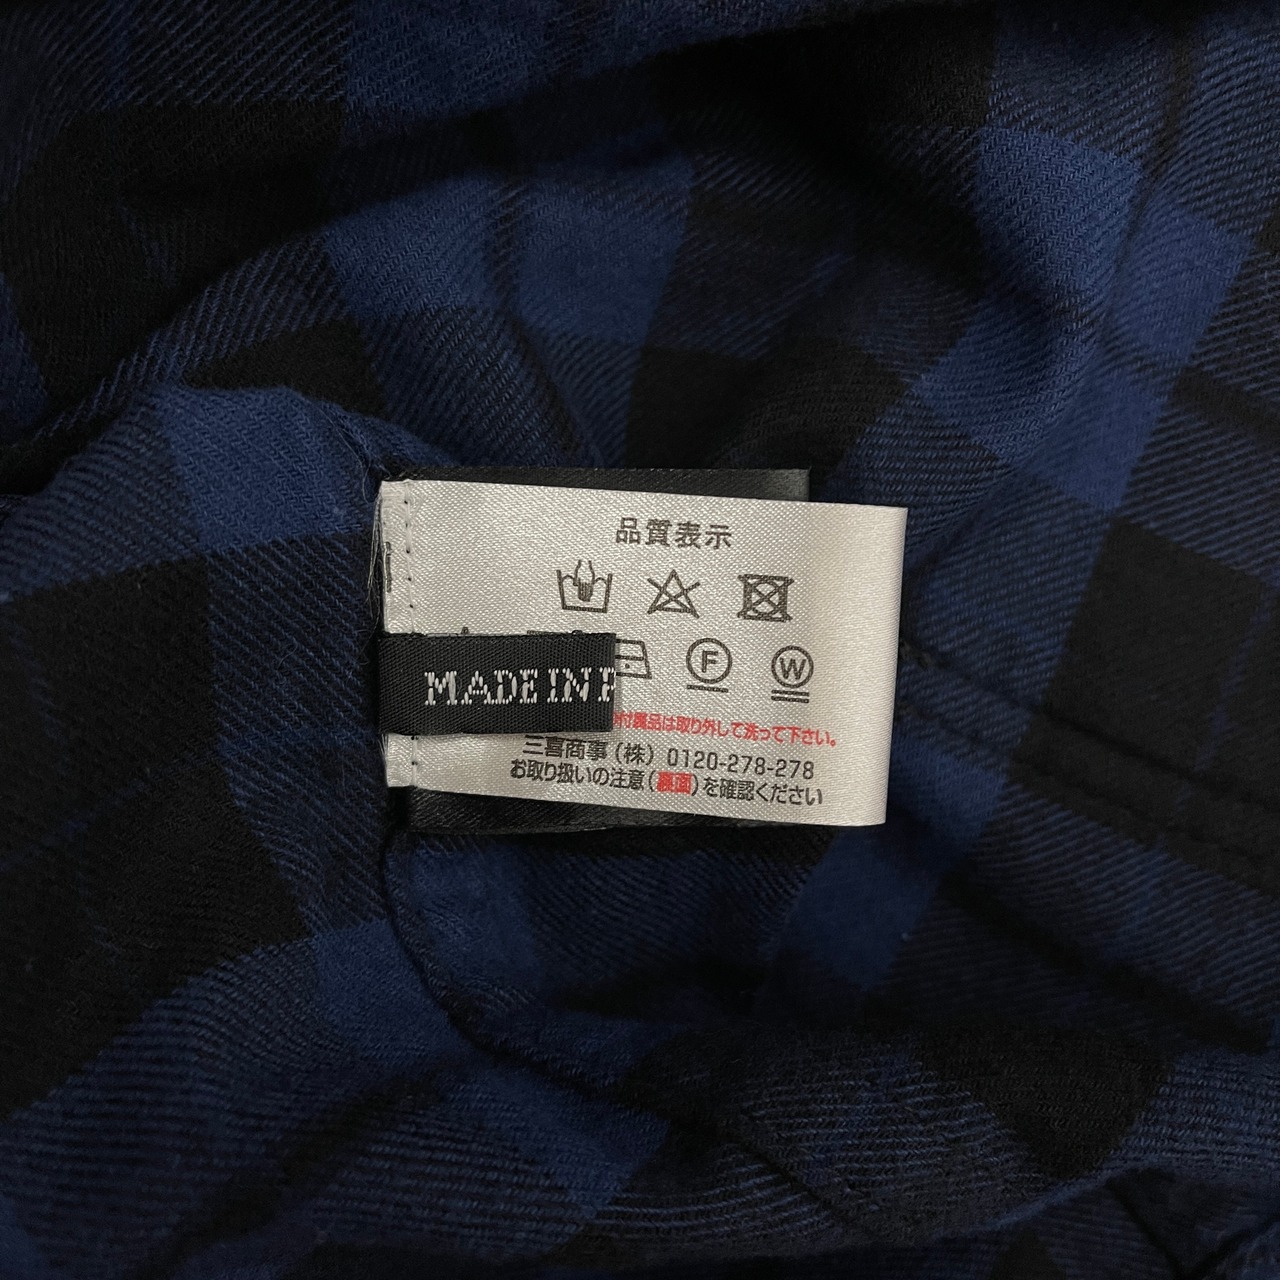 品質表示
F
W
MADE IN
付属品は取り外して洗って下さい。
三喜商事(株) 0120-278-278
お取り扱いの注意(裏面)を確認ください